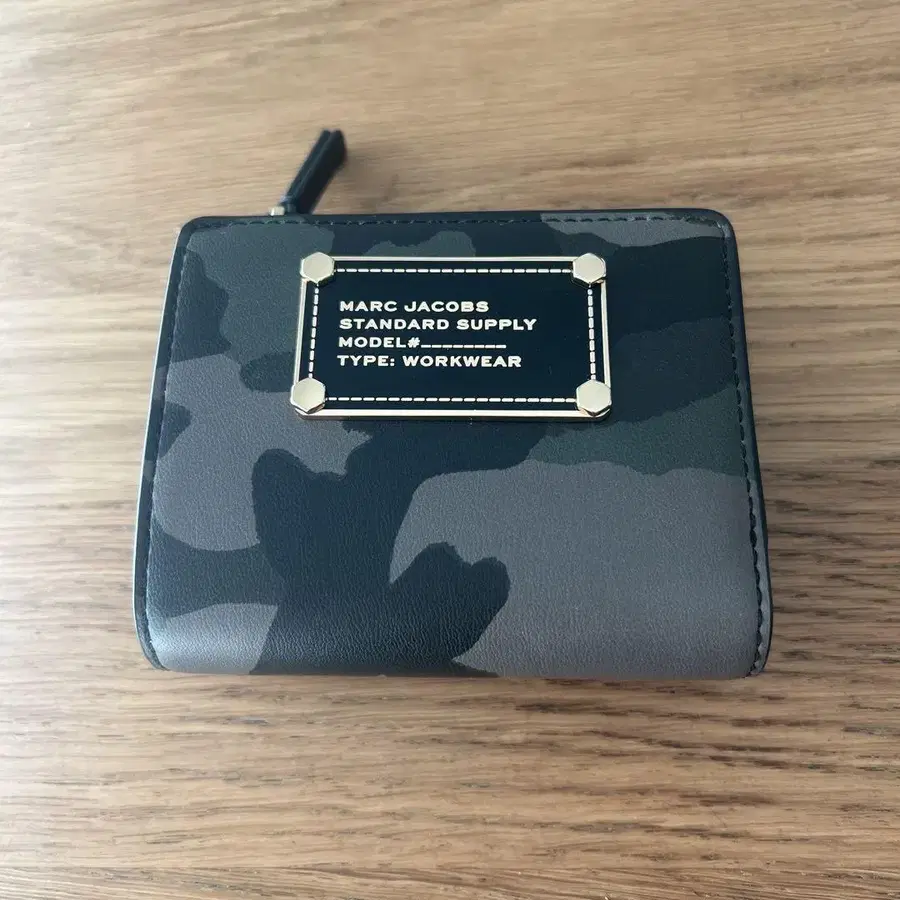 MARC JACOBS
STANDARD SUPPLY
MODEL#________
TYPE: WORKWEAR